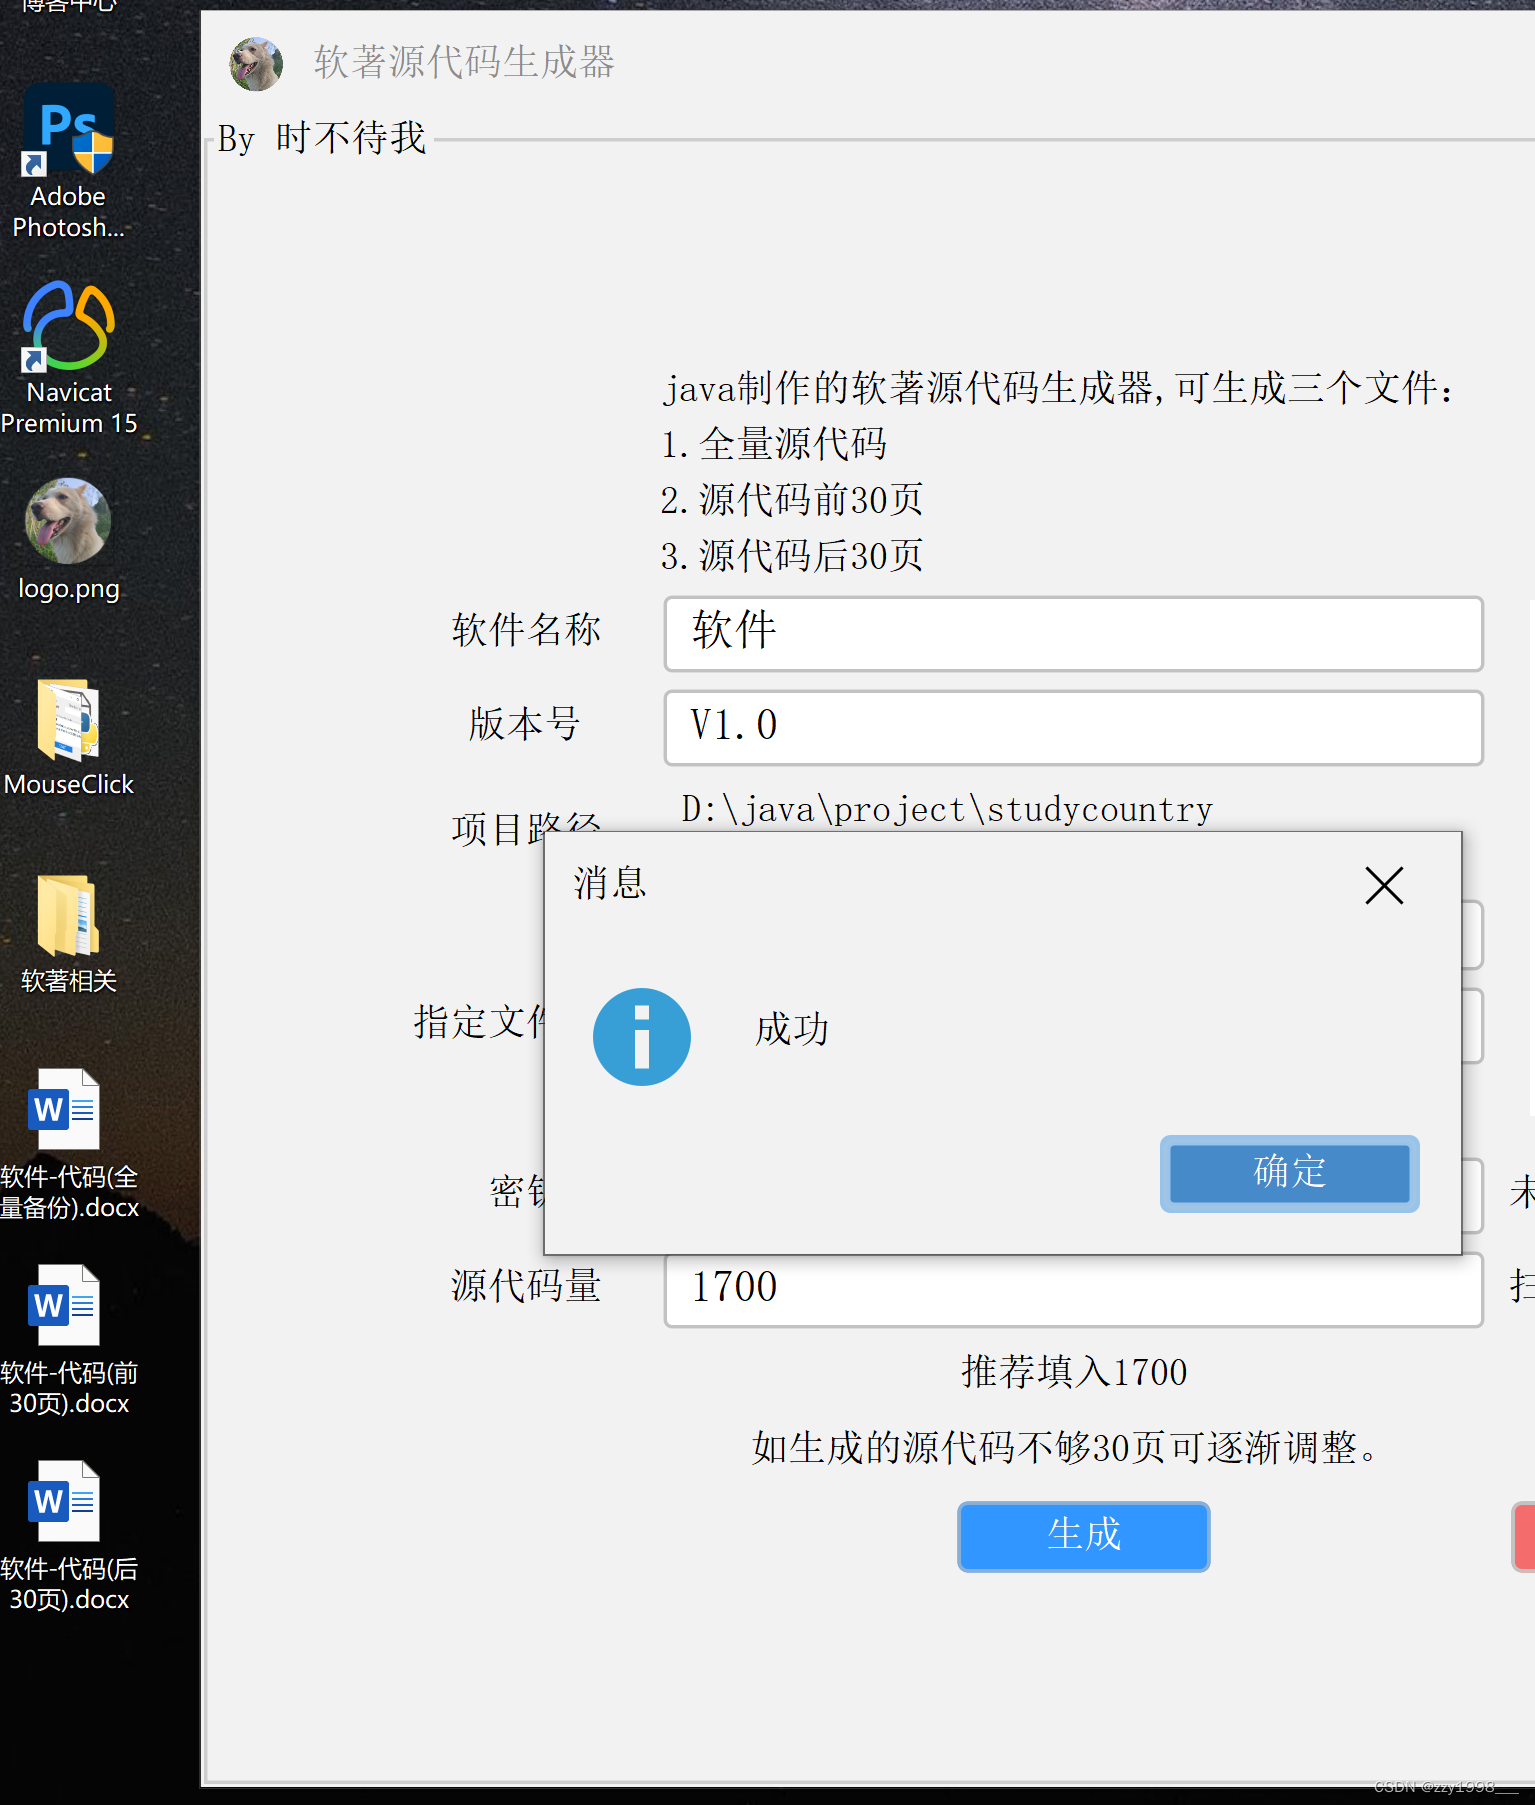 博客中心
Adobe
Photosh...
Navicat
Premium 15
logo.png
MouseClick
软著相关
软件-代码(全
量备份).docx
软件-代码(前
30页).docx
软件-代码(后
30页).docx
软著源代码生成器
By 时不待我
java制作的软著源代码生成器,可生成三个文件:
1.全量源代码
2.源代码前30页
3.源代码后30页
软件名称
软件
版本号
V1.0
项目路径
D:\java\project\studycountry
消息
成功
确定
指定文件
密钥
源代码量
1700
推荐填入1700
如生成的源代码不够30页可逐渐调整。
生成
CSDN @zzy1998___